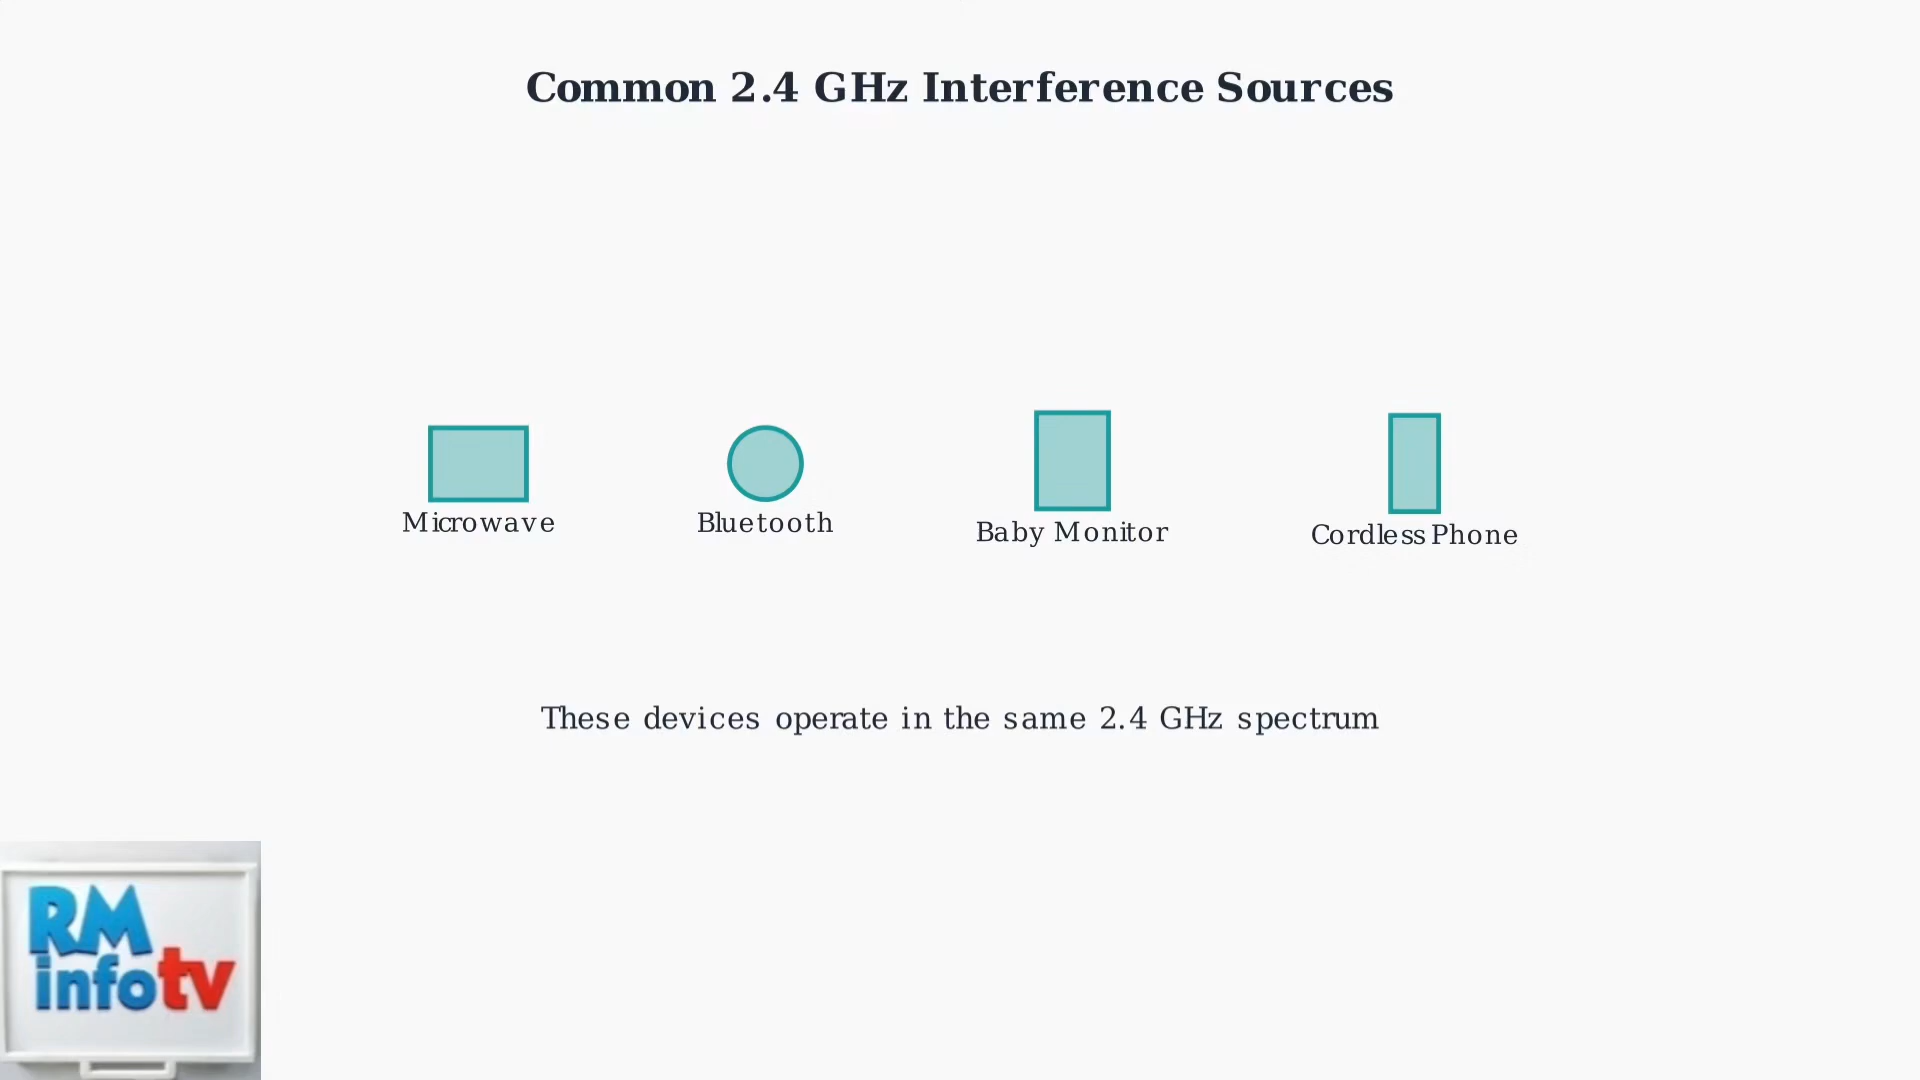 Common 2.4 GHz Interference Sources
Microwave
Bluetooth
Baby Monitor
Cordless Phone
These devices operate in the same 2.4 GHz spectrum
RM
infotv